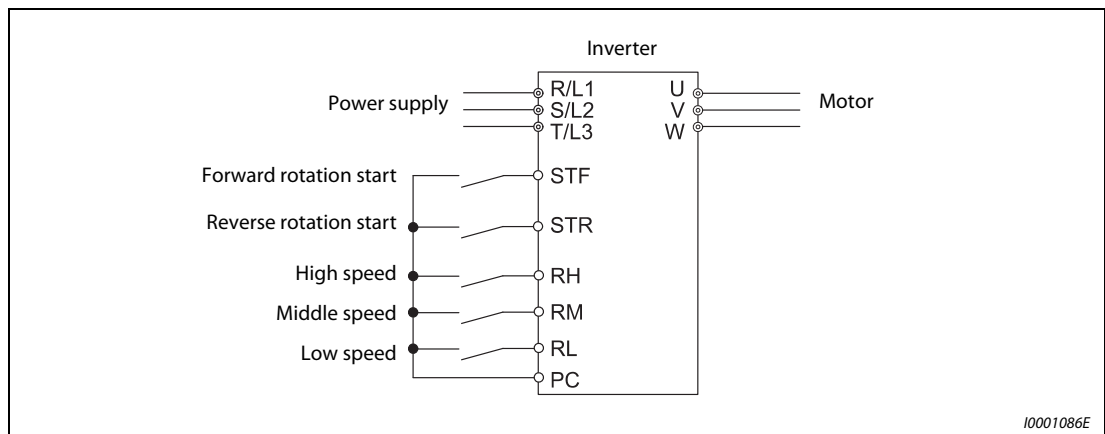 Inverter
Power supply
R/L1
S/L2
T/L3
U
V
W
Motor
Forward rotation start
STF
Reverse rotation start
STR
High speed
RH
Middle speed
RM
Low speed
RL
PC
I0001086E